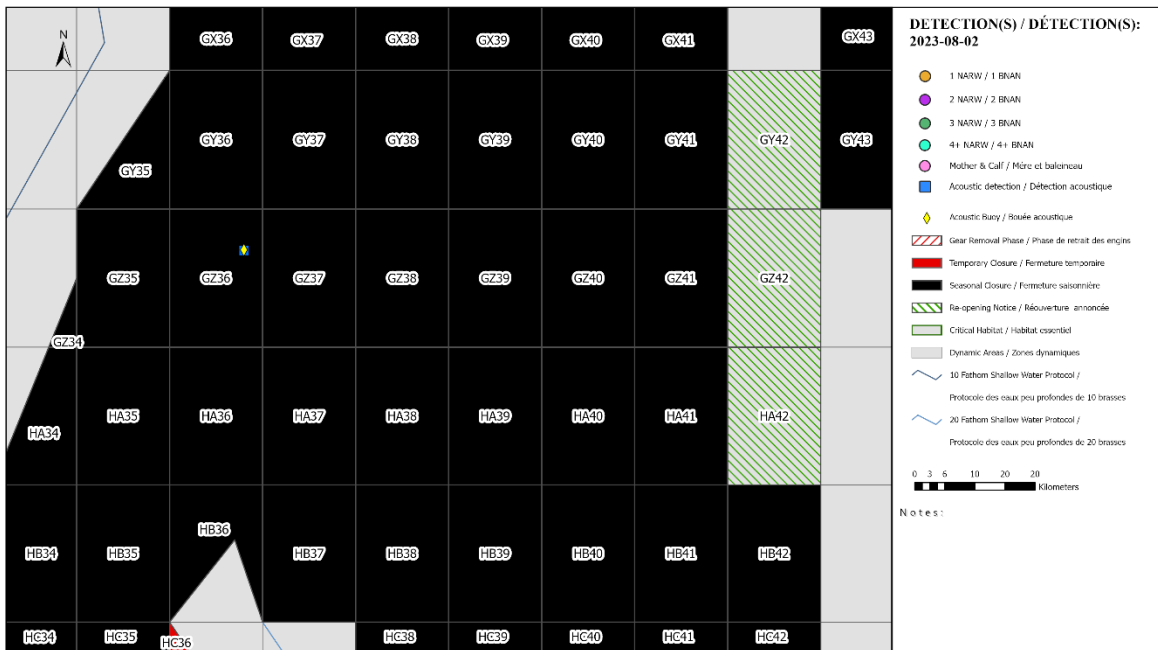 N
GX36 GX37 GX38 GX39 GX40 GX41 GX43
GY35 GY36 GY37 GY38 GY39 GY40 GY41 GY42 GY43
GZ34 GZ35 GZ36 GZ37 GZ38 GZ39 GZ40 GZ41 GZ42
HA34 HA35 HA36 HA37 HA38 HA39 HA40 HA41 HA42
HB34 HB35 HB36 HB37 HB38 HB39 HB40 HB41 HB42
HC34 HC35 HC36 HC38 HC39 HC40 HC41 HC42
DETECTION(S) / DÉTECTION(S):
2023-08-02
1 NARW / 1 BNAN
2 NARW / 2 BNAN
3 NARW / 3 BNAN
4+ NARW / 4+ BNAN
Mother & Calf / Mère et baleineau
Acoustic detection / Détection acoustique
Acoustic Buoy / Bouée acoustique
Gear Removal Phase / Phase de retrait des engins
Temporary Closure / Fermeture temporaire
Seasonal Closure / Fermeture saisonnière
Re-opening Notice / Réouverture annoncée
Critical Habitat / Habitat essentiel
Dynamic Areas / Zones dynamiques
10 Fathom Shallow Water Protocol /
Protocole des eaux peu profondes de 10 brasses
20 Fathom Shallow Water Protocol /
Protocole des eaux peu profondes de 20 brasses
0 3 6 10 20 20
Kilometers
Notes: